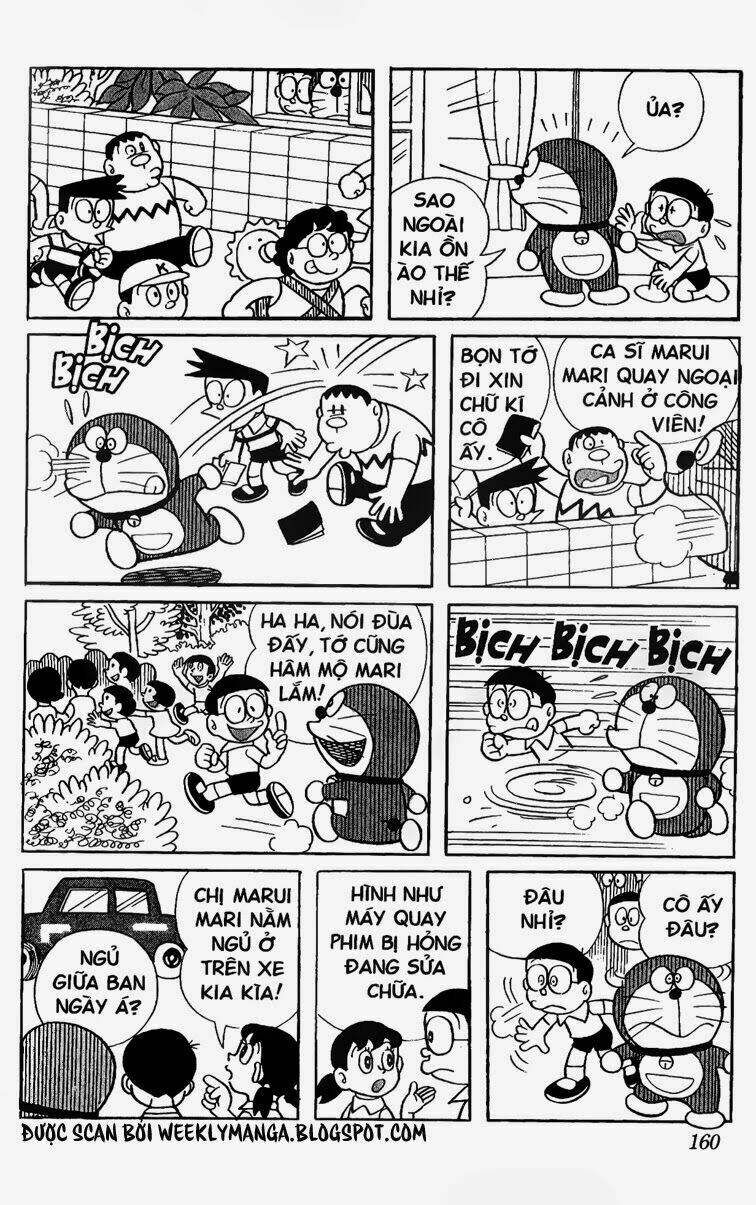 ỦA?
SAO
NGOÀI
KIA ỒN
ÀO THẾ
NHỈ?
K
CA SĨ MARUI
MARI QUAY NGOẠI
CẢNH Ở CÔNG
VIÊN!
BỌN TỚ
ĐI XIN
CHỮ KÍ
CÔ
ẤY.
BỊCH
BỊCH
BỊCH BỊCH BỊCH
HA HA, NÓI ĐÙA
ĐẤY, TỚ CŨNG
HÂM MỘ MARI
LẮM!
CÔ ẤY
ĐÂU?
ĐÂU
NHỈ?
HÌNH NHƯ
MÁY QUAY
PHIM BỊ HỎNG
ĐANG SỬA
CHỮA.
CHỊ MARUI
MARI NẰM
NGỦ Ở
TRÊN XE
KIA KÌA!
NGỦ
GIỮA BAN
NGÀY Á?
ĐƯỢC SCAN BỞI WEEKLYMANGA.BLOGSPOT.COM
160